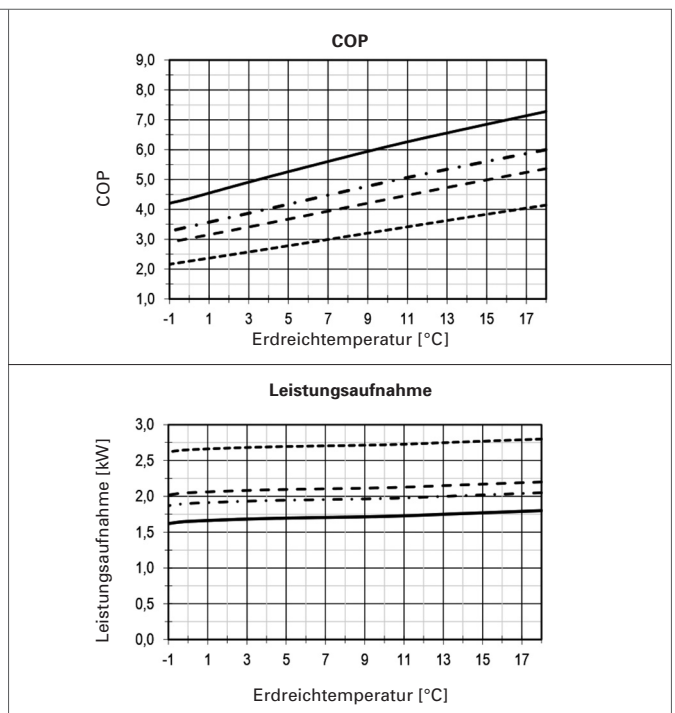 COP
9,0
8,0
7,0
6,0
5,0
4,0
3,0
2,0
1,0
COP
-1 1 3 5 7 9 11 13 15 17
Erdreichtemperatur [°C]
Leistungsaufnahme
3,0
2,5
2,0
1,5
1,0
0,5
0,0
Leistungsaufnahme [kW]
-1 1 3 5 7 9 11 13 15 17
Erdreichtemperatur [°C]